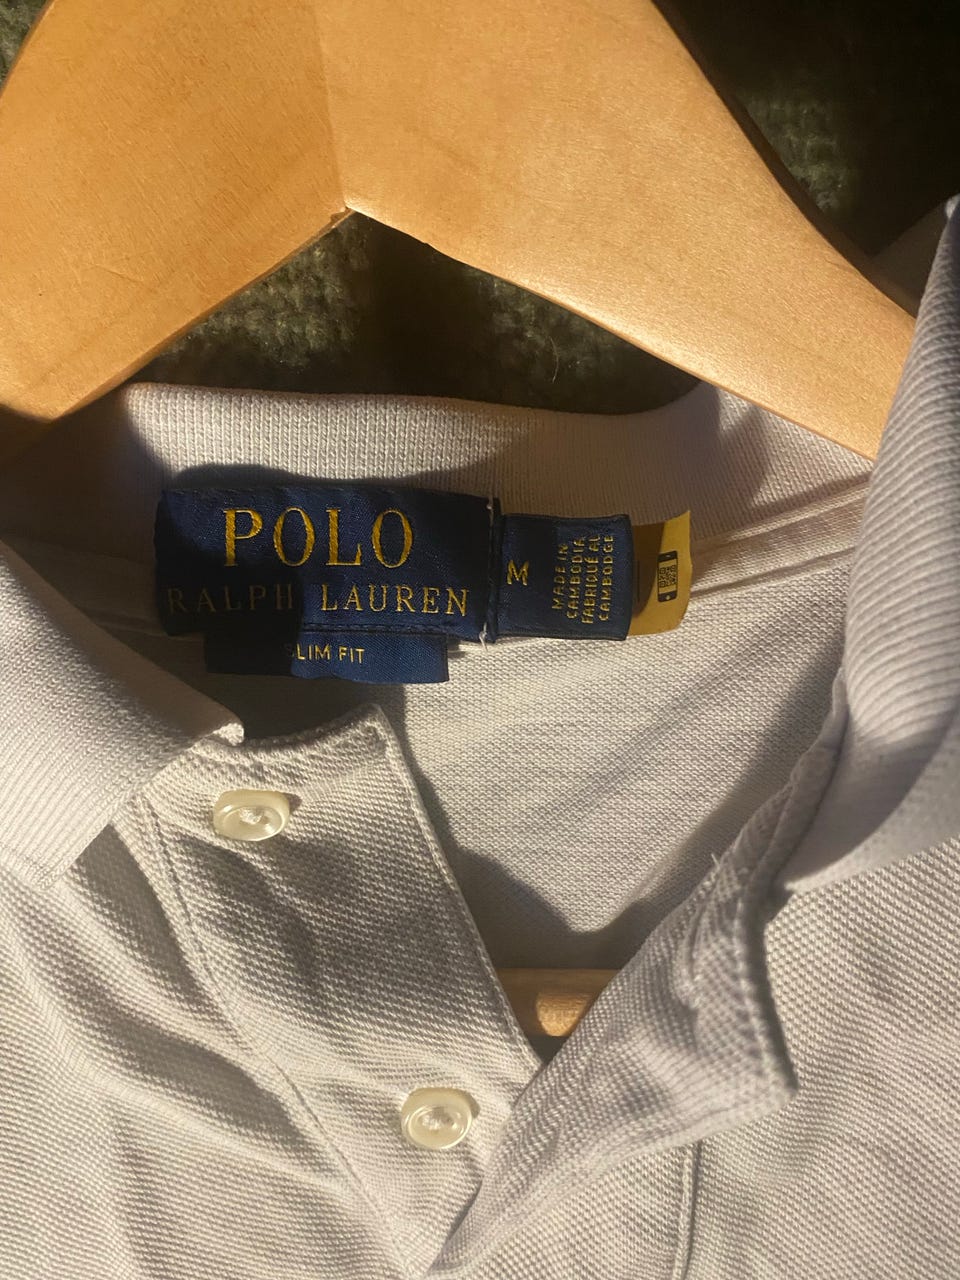 POLO
RALPH LAUREN
SLIM FIT
M
MADE IN
CAMBODIA
FABRIQUÉ AU
CAMBODGE